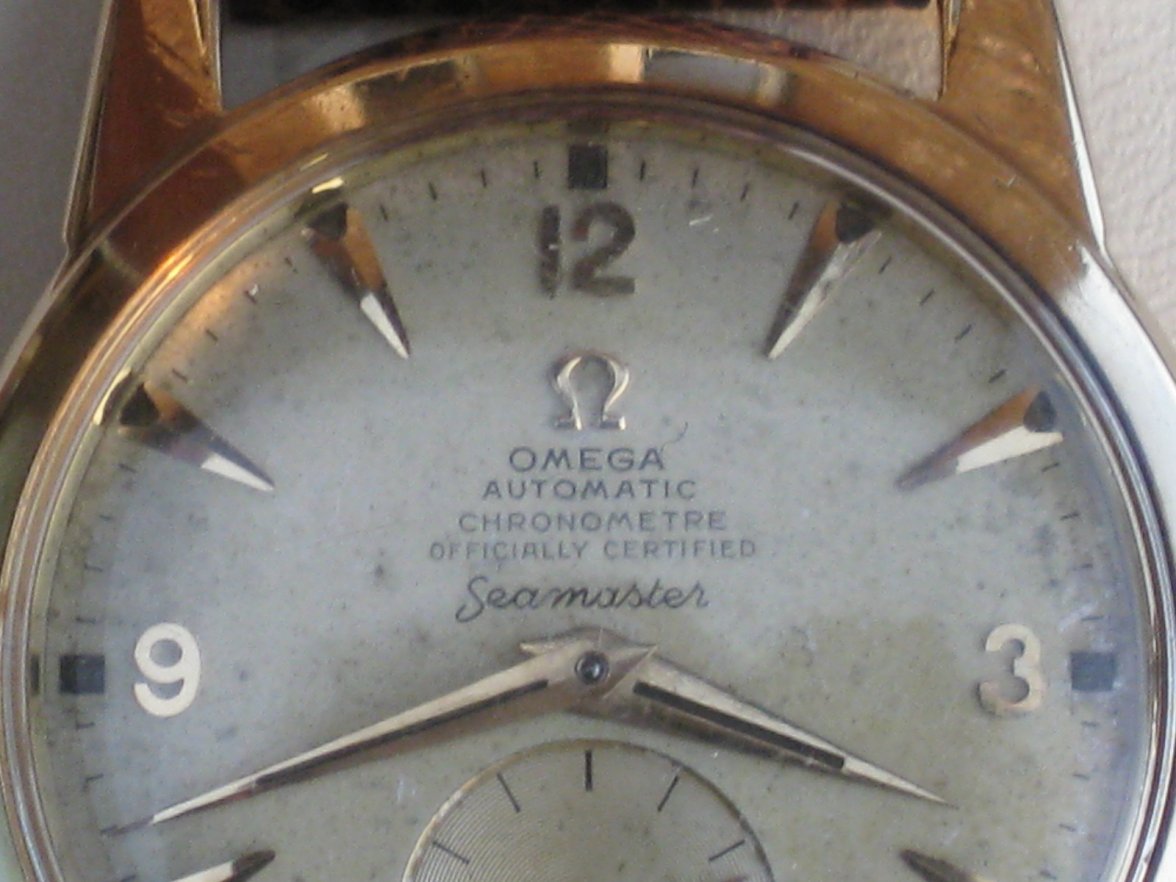 12
Ω
OMEGA
AUTOMATIC
CHRONOMETRE
OFFICIALLY CERTIFIED
Seamaster
9 3